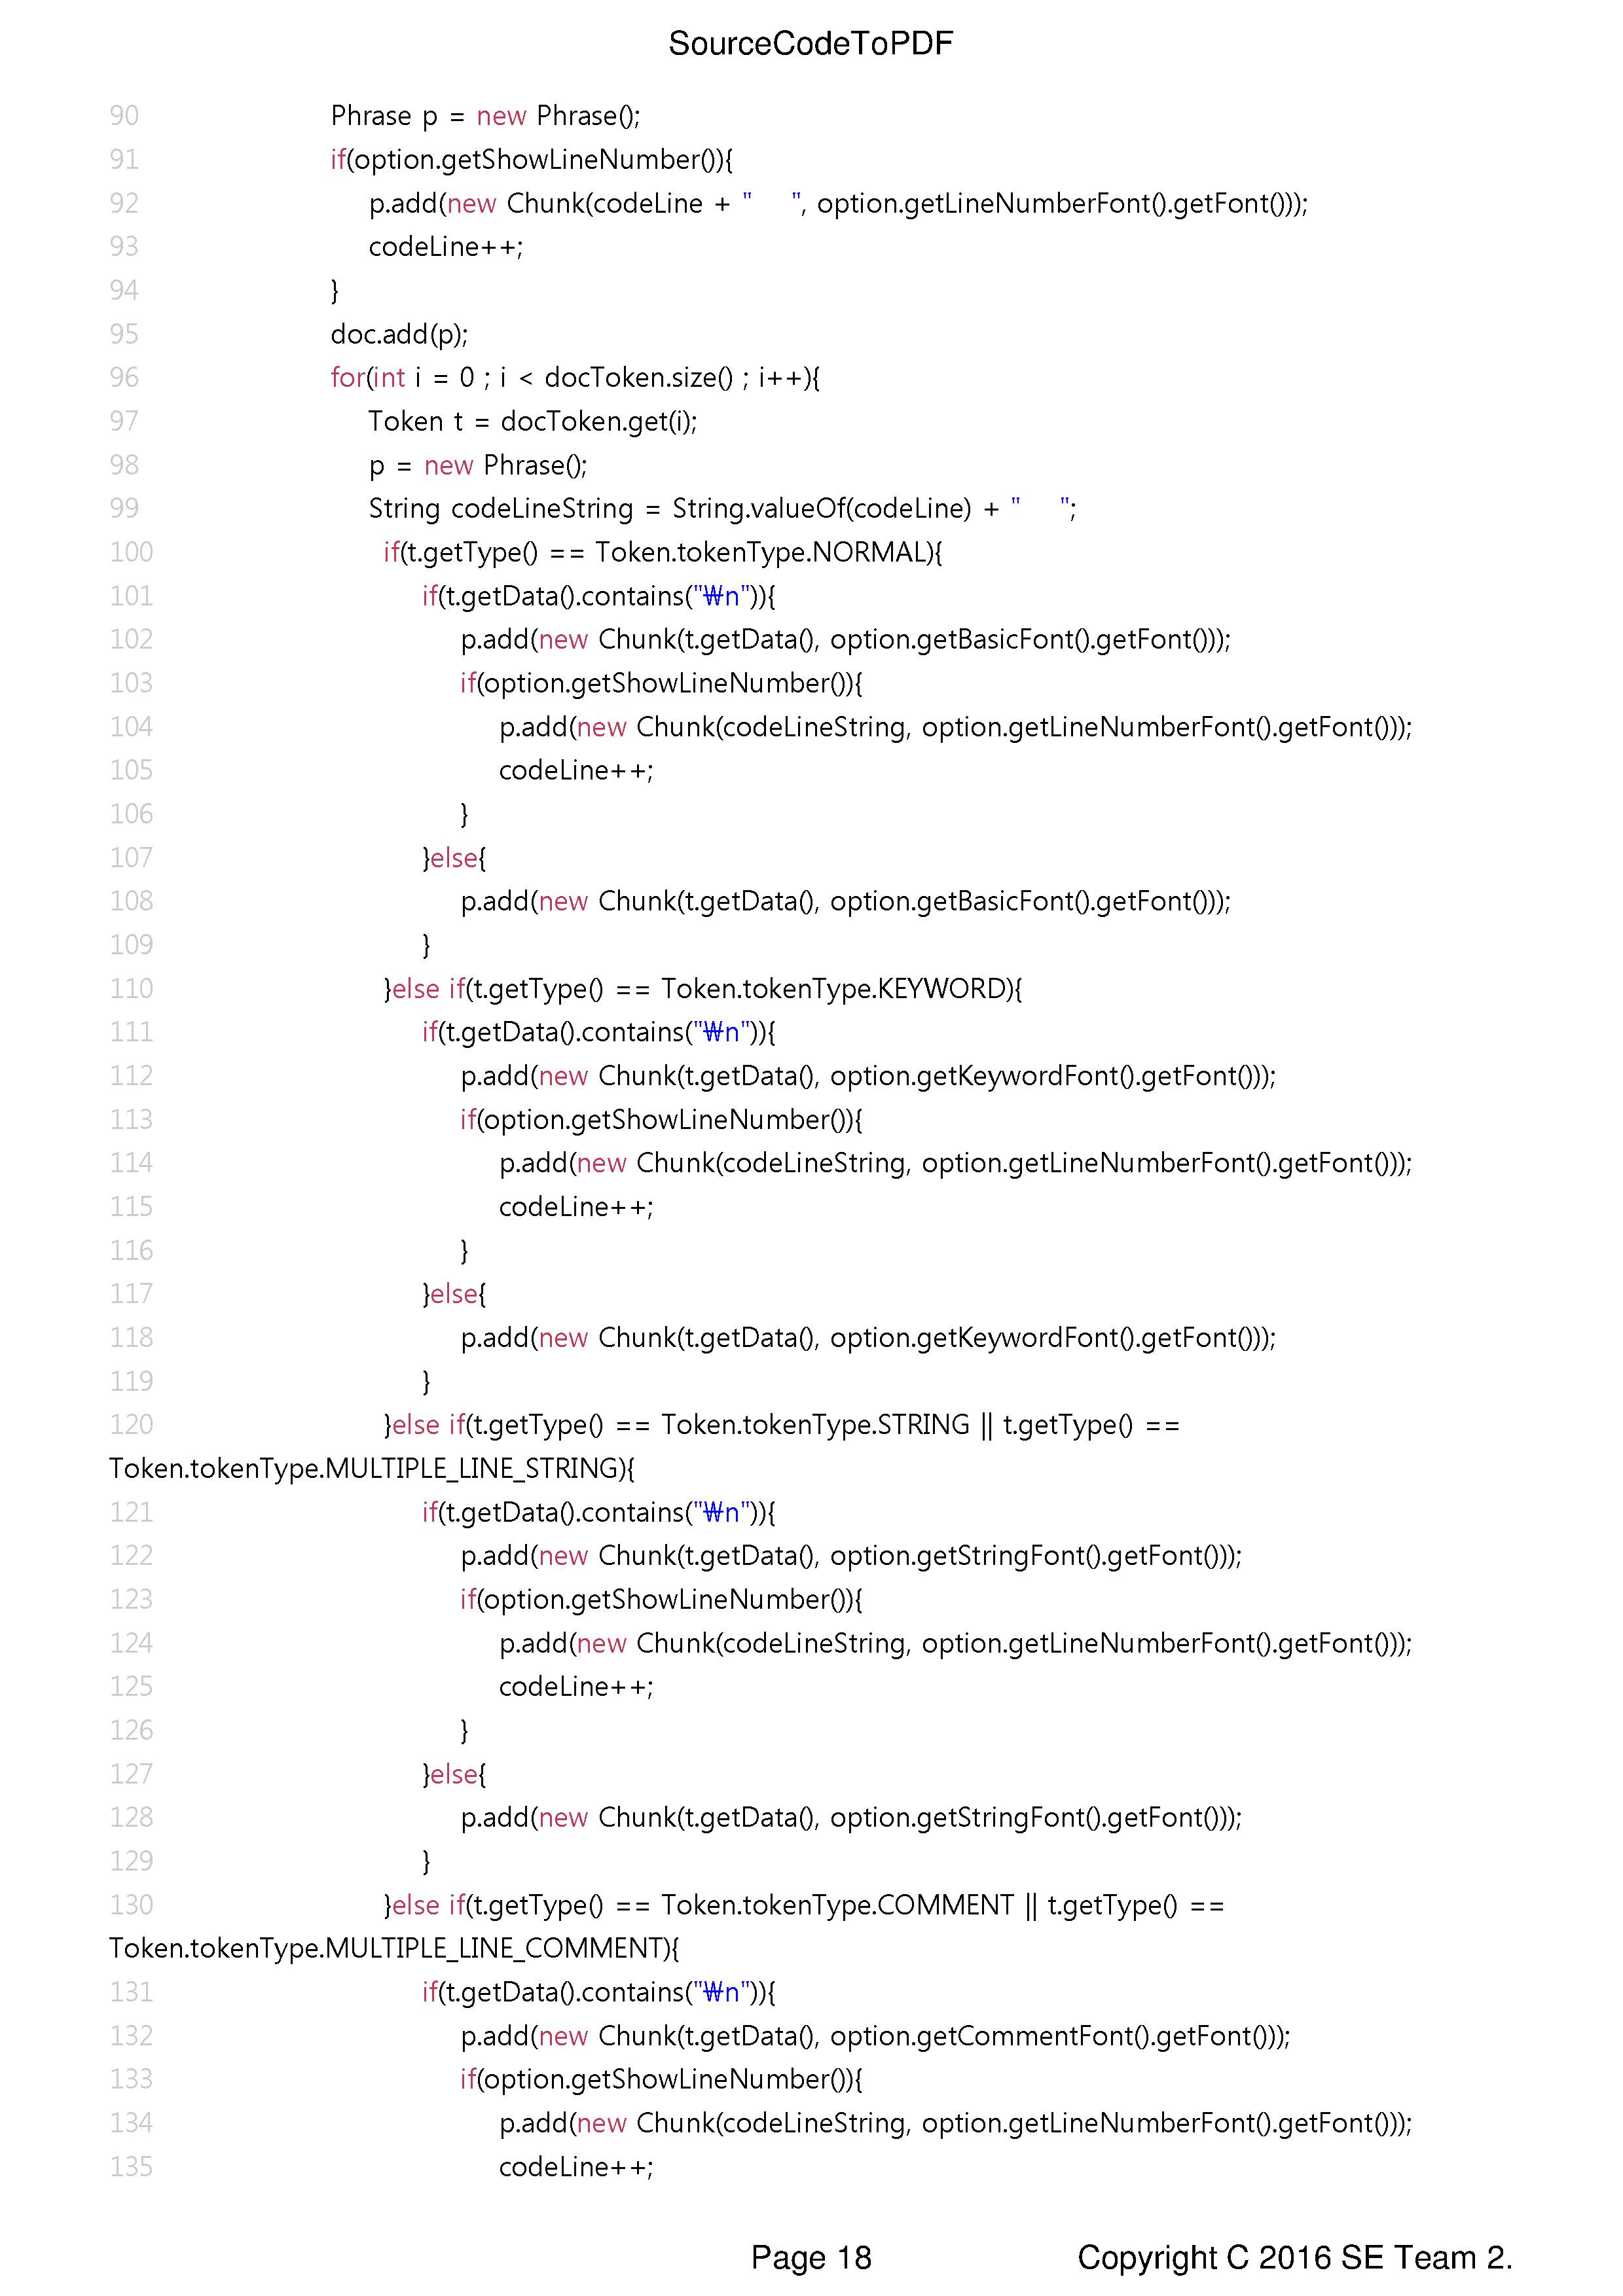 SourceCodeToPDF
90 Phrase p = new Phrase();
91 if(option.getShowLineNumber()){
92 p.add(new Chunk(codeLine + "    ", option.getLineNumberFont().getFont()));
93 codeLine++;
94 }
95 doc.add(p);
96 for(int i = 0 ; i < docToken.size() ; i++){
97 Token t = docToken.get(i);
98 p = new Phrase();
99 String codeLineString = String.valueOf(codeLine) + "    ";
100 if(t.getType() == Token.tokenType.NORMAL){
101 if(t.getData().contains("₩n")){
102 p.add(new Chunk(t.getData(), option.getBasicFont().getFont()));
103 if(option.getShowLineNumber()){
104 p.add(new Chunk(codeLineString, option.getLineNumberFont().getFont()));
105 codeLine++;
106 }
107 }else{
108 p.add(new Chunk(t.getData(), option.getBasicFont().getFont()));
109 }
110 }else if(t.getType() == Token.tokenType.KEYWORD){
111 if(t.getData().contains("₩n")){
112 p.add(new Chunk(t.getData(), option.getKeywordFont().getFont()));
113 if(option.getShowLineNumber()){
114 p.add(new Chunk(codeLineString, option.getLineNumberFont().getFont()));
115 codeLine++;
116 }
117 }else{
118 p.add(new Chunk(t.getData(), option.getKeywordFont().getFont()));
119 }
120 }else if(t.getType() == Token.tokenType.STRING || t.getType() ==
Token.tokenType.MULTIPLE_LINE_STRING){
121 if(t.getData().contains("₩n")){
122 p.add(new Chunk(t.getData(), option.getStringFont().getFont()));
123 if(option.getShowLineNumber()){
124 p.add(new Chunk(codeLineString, option.getLineNumberFont().getFont()));
125 codeLine++;
126 }
127 }else{
128 p.add(new Chunk(t.getData(), option.getStringFont().getFont()));
129 }
130 }else if(t.getType() == Token.tokenType.COMMENT || t.getType() ==
Token.tokenType.MULTIPLE_LINE_COMMENT){
131 if(t.getData().contains("₩n")){
132 p.add(new Chunk(t.getData(), option.getCommentFont().getFont()));
133 if(option.getShowLineNumber()){
134 p.add(new Chunk(codeLineString, option.getLineNumberFont().getFont()));
135 codeLine++;
Page 18 Copyright C 2016 SE Team 2.